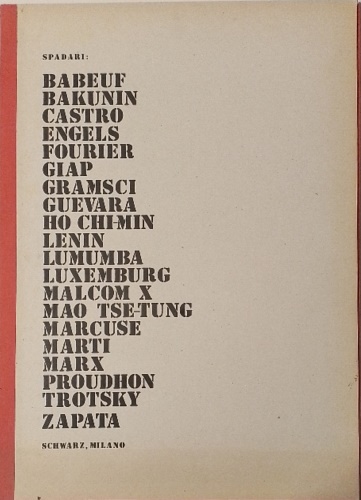 SPADARI:
BABEUF
BAKUNIN
CASTRO
ENGELS
FOURIER
GIAP
GRAMSCI
GUEVARA
HO CHI-MIN
LENIN
LUMUMBA
LUXEMBURG
MALCOM X
MAO TSE-TUNG
MARCUSE
MARTI
MARX
PROUDHON
TROTSKY
ZAPATA
SCHWARZ, MILANO